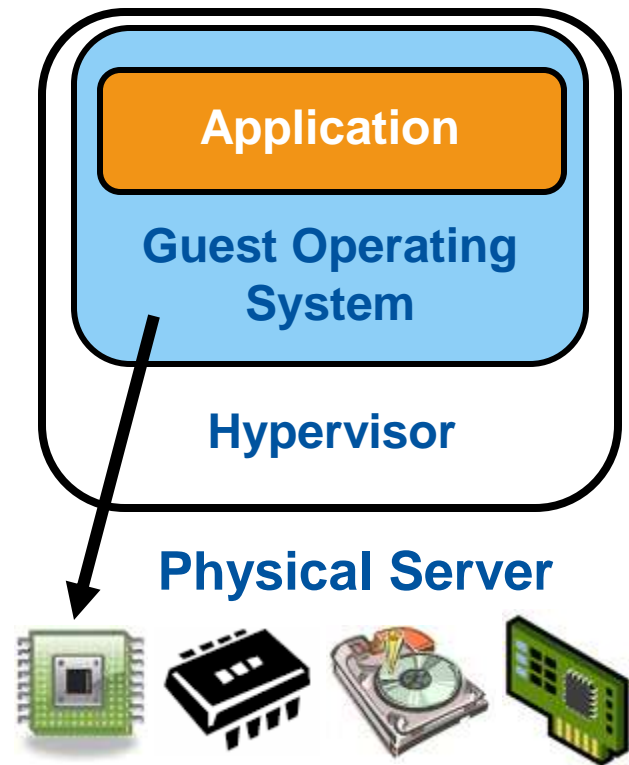 Application
Guest Operating
System
Hypervisor
Physical Server